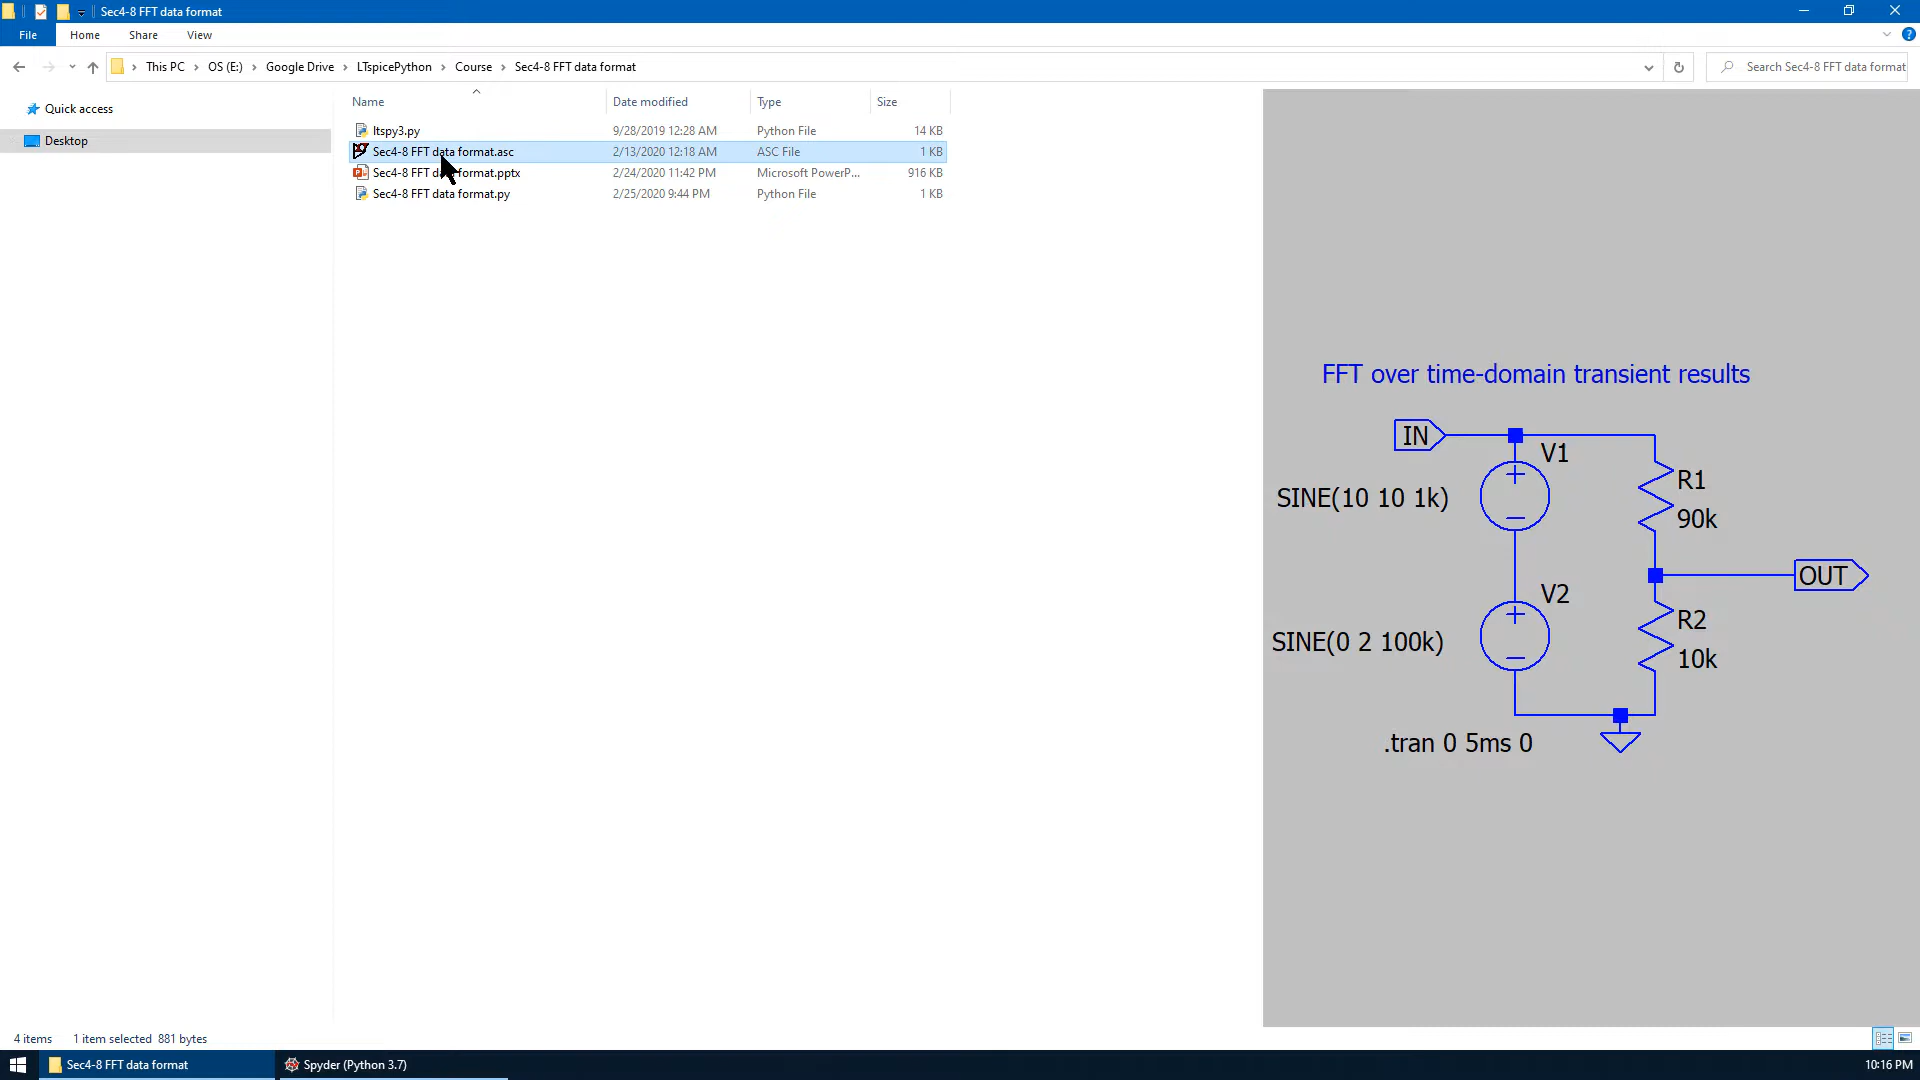 Sec4-8 FFT data format
File Home Share View
This PC OS (E:) Google Drive LTspicePython Course Sec4-8 FFT data format Search Sec4-8 FFT data format
Quick access
Desktop
Name Date modified Type Size
ltspy3.py 9/28/2019 12:28 AM Python File 14 KB
Sec4-8 FFT data format.asc 2/13/2020 12:18 AM ASC File 1 KB
Sec4-8 FFT data format.pptx 2/24/2020 11:42 PM Microsoft PowerP... 916 KB
Sec4-8 FFT data format.py 2/25/2020 9:44 PM Python File 1 KB
FFT over time-domain transient results
IN
V1
SINE(10 10 1k)
R1
90k
OUT
V2
SINE(0 2 100k)
R2
10k
.tran 0 5ms 0
4 items 1 item selected 881 bytes
Sec4-8 FFT data format Spyder (Python 3.7) 10:16 PM